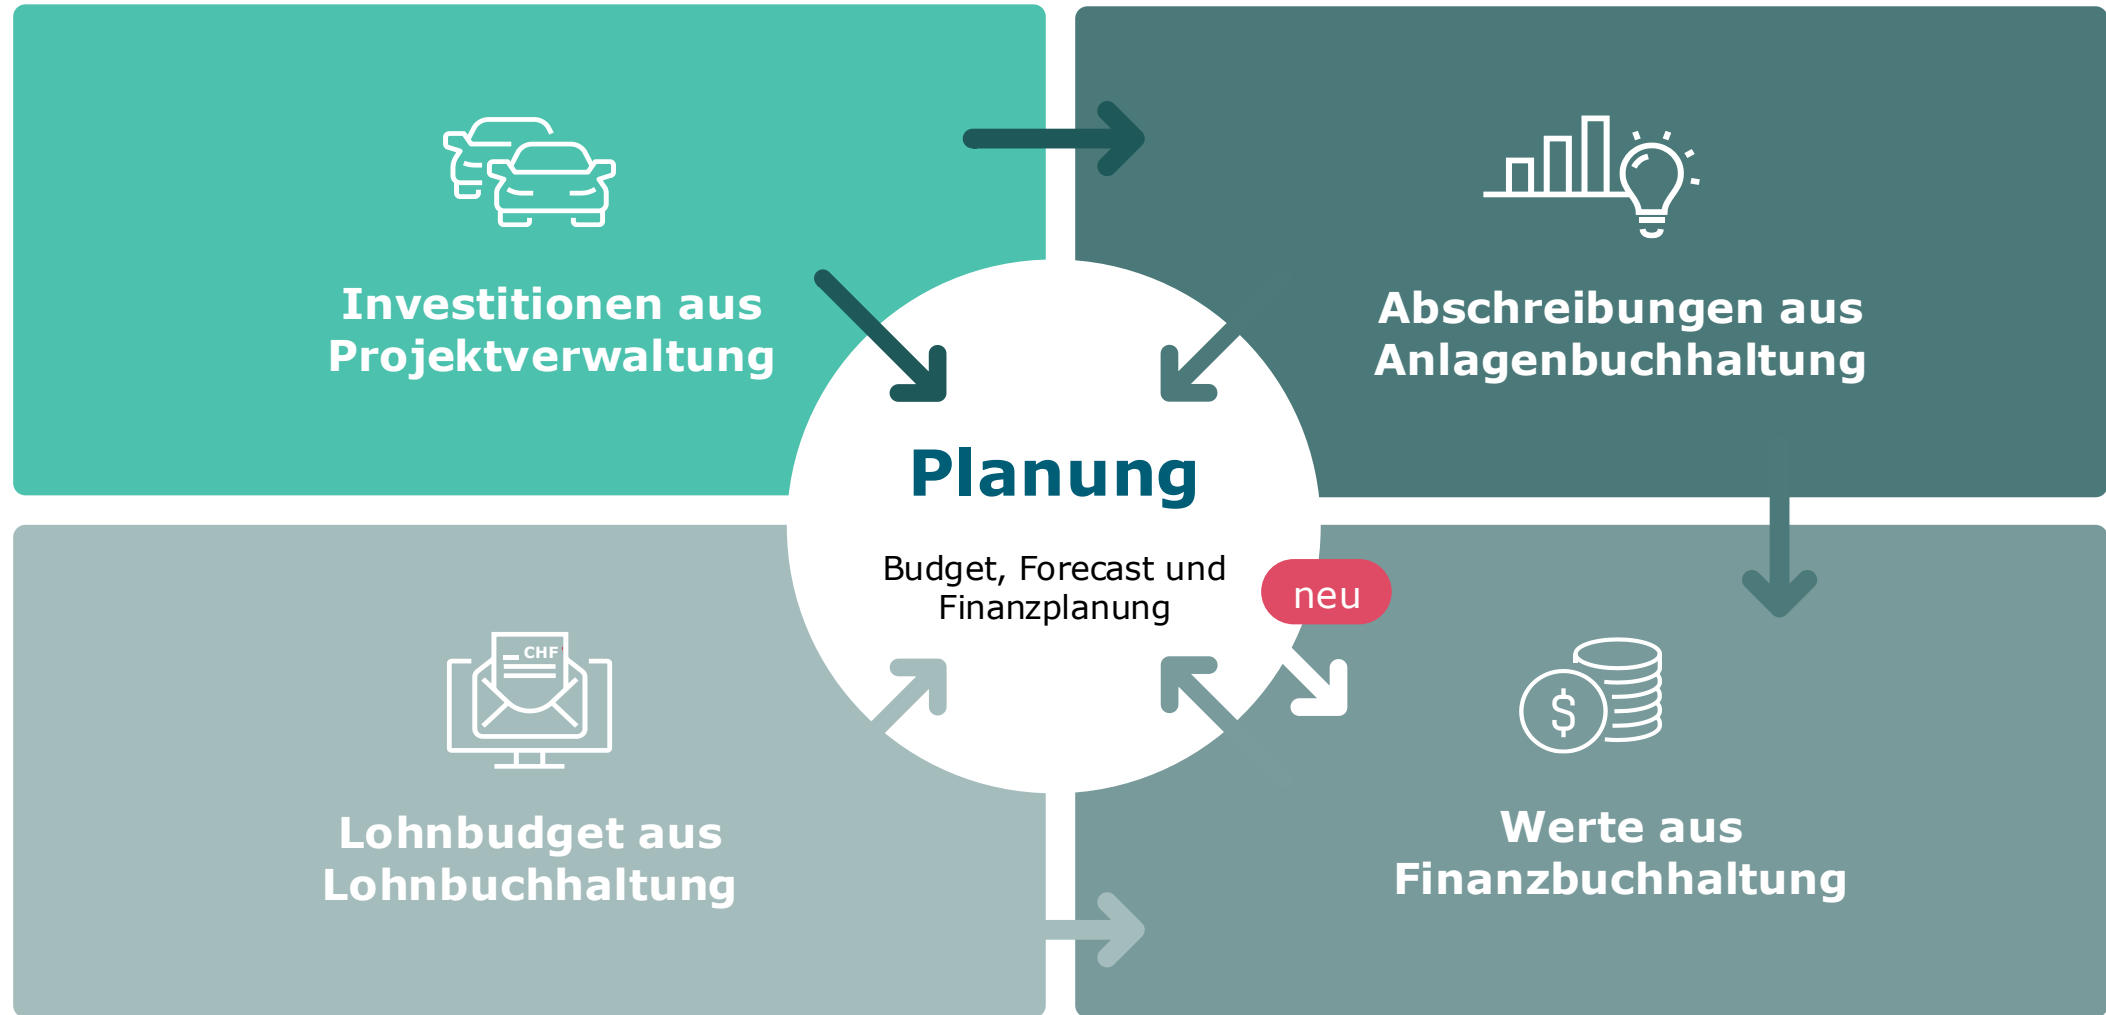 Investitionen aus
Projektverwaltung
Abschreibungen aus
Anlagenbuchhaltung
Planung
Budget, Forecast und
Finanzplanung
neu
CHF
Lohnbudget aus
Lohnbuchhaltung
$
Werte aus
Finanzbuchhaltung